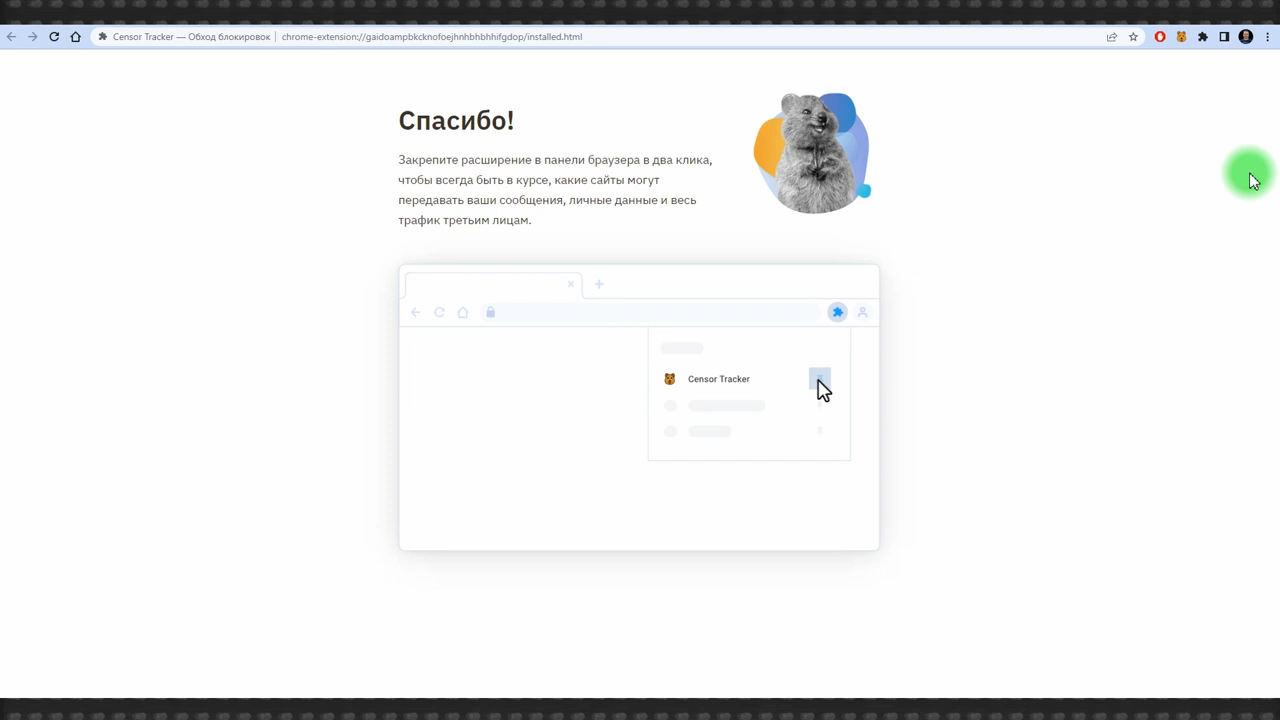 Censor Tracker — Обход блокировок
chrome-extension://gaidoampbkcknofoejhnhbhbhhifgdop/installed.html
Спасибо!
Закрепите расширение в панели браузера в два клика,
чтобы всегда быть в курсе, какие сайты могут
передавать ваши сообщения, личные данные и весь
трафик третьим лицам.
Censor Tracker